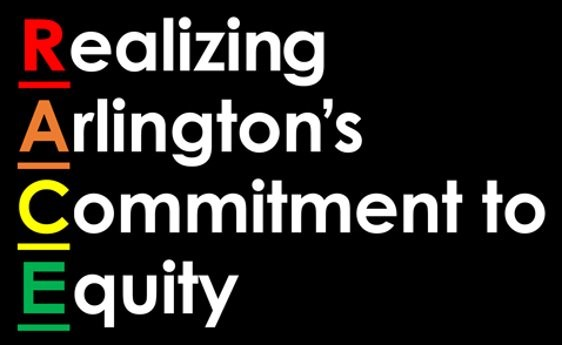 Realizing
Arlington's
Commitment to
Equity